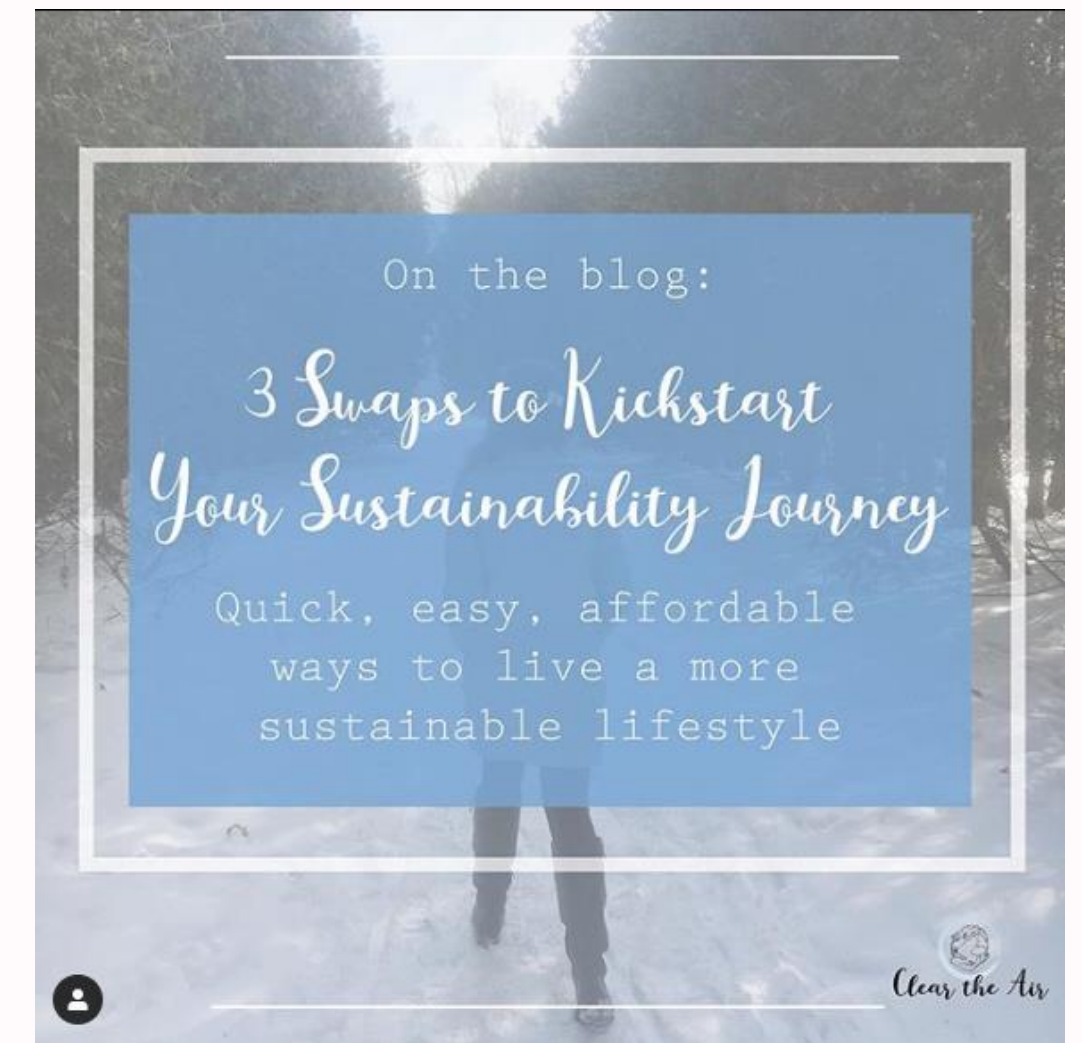 On the blog:
3 Swaps to Kickstart
Your Sustainability Journey
Quick, easy, affordable
ways to live a more
sustainable lifestyle
Clear the Air